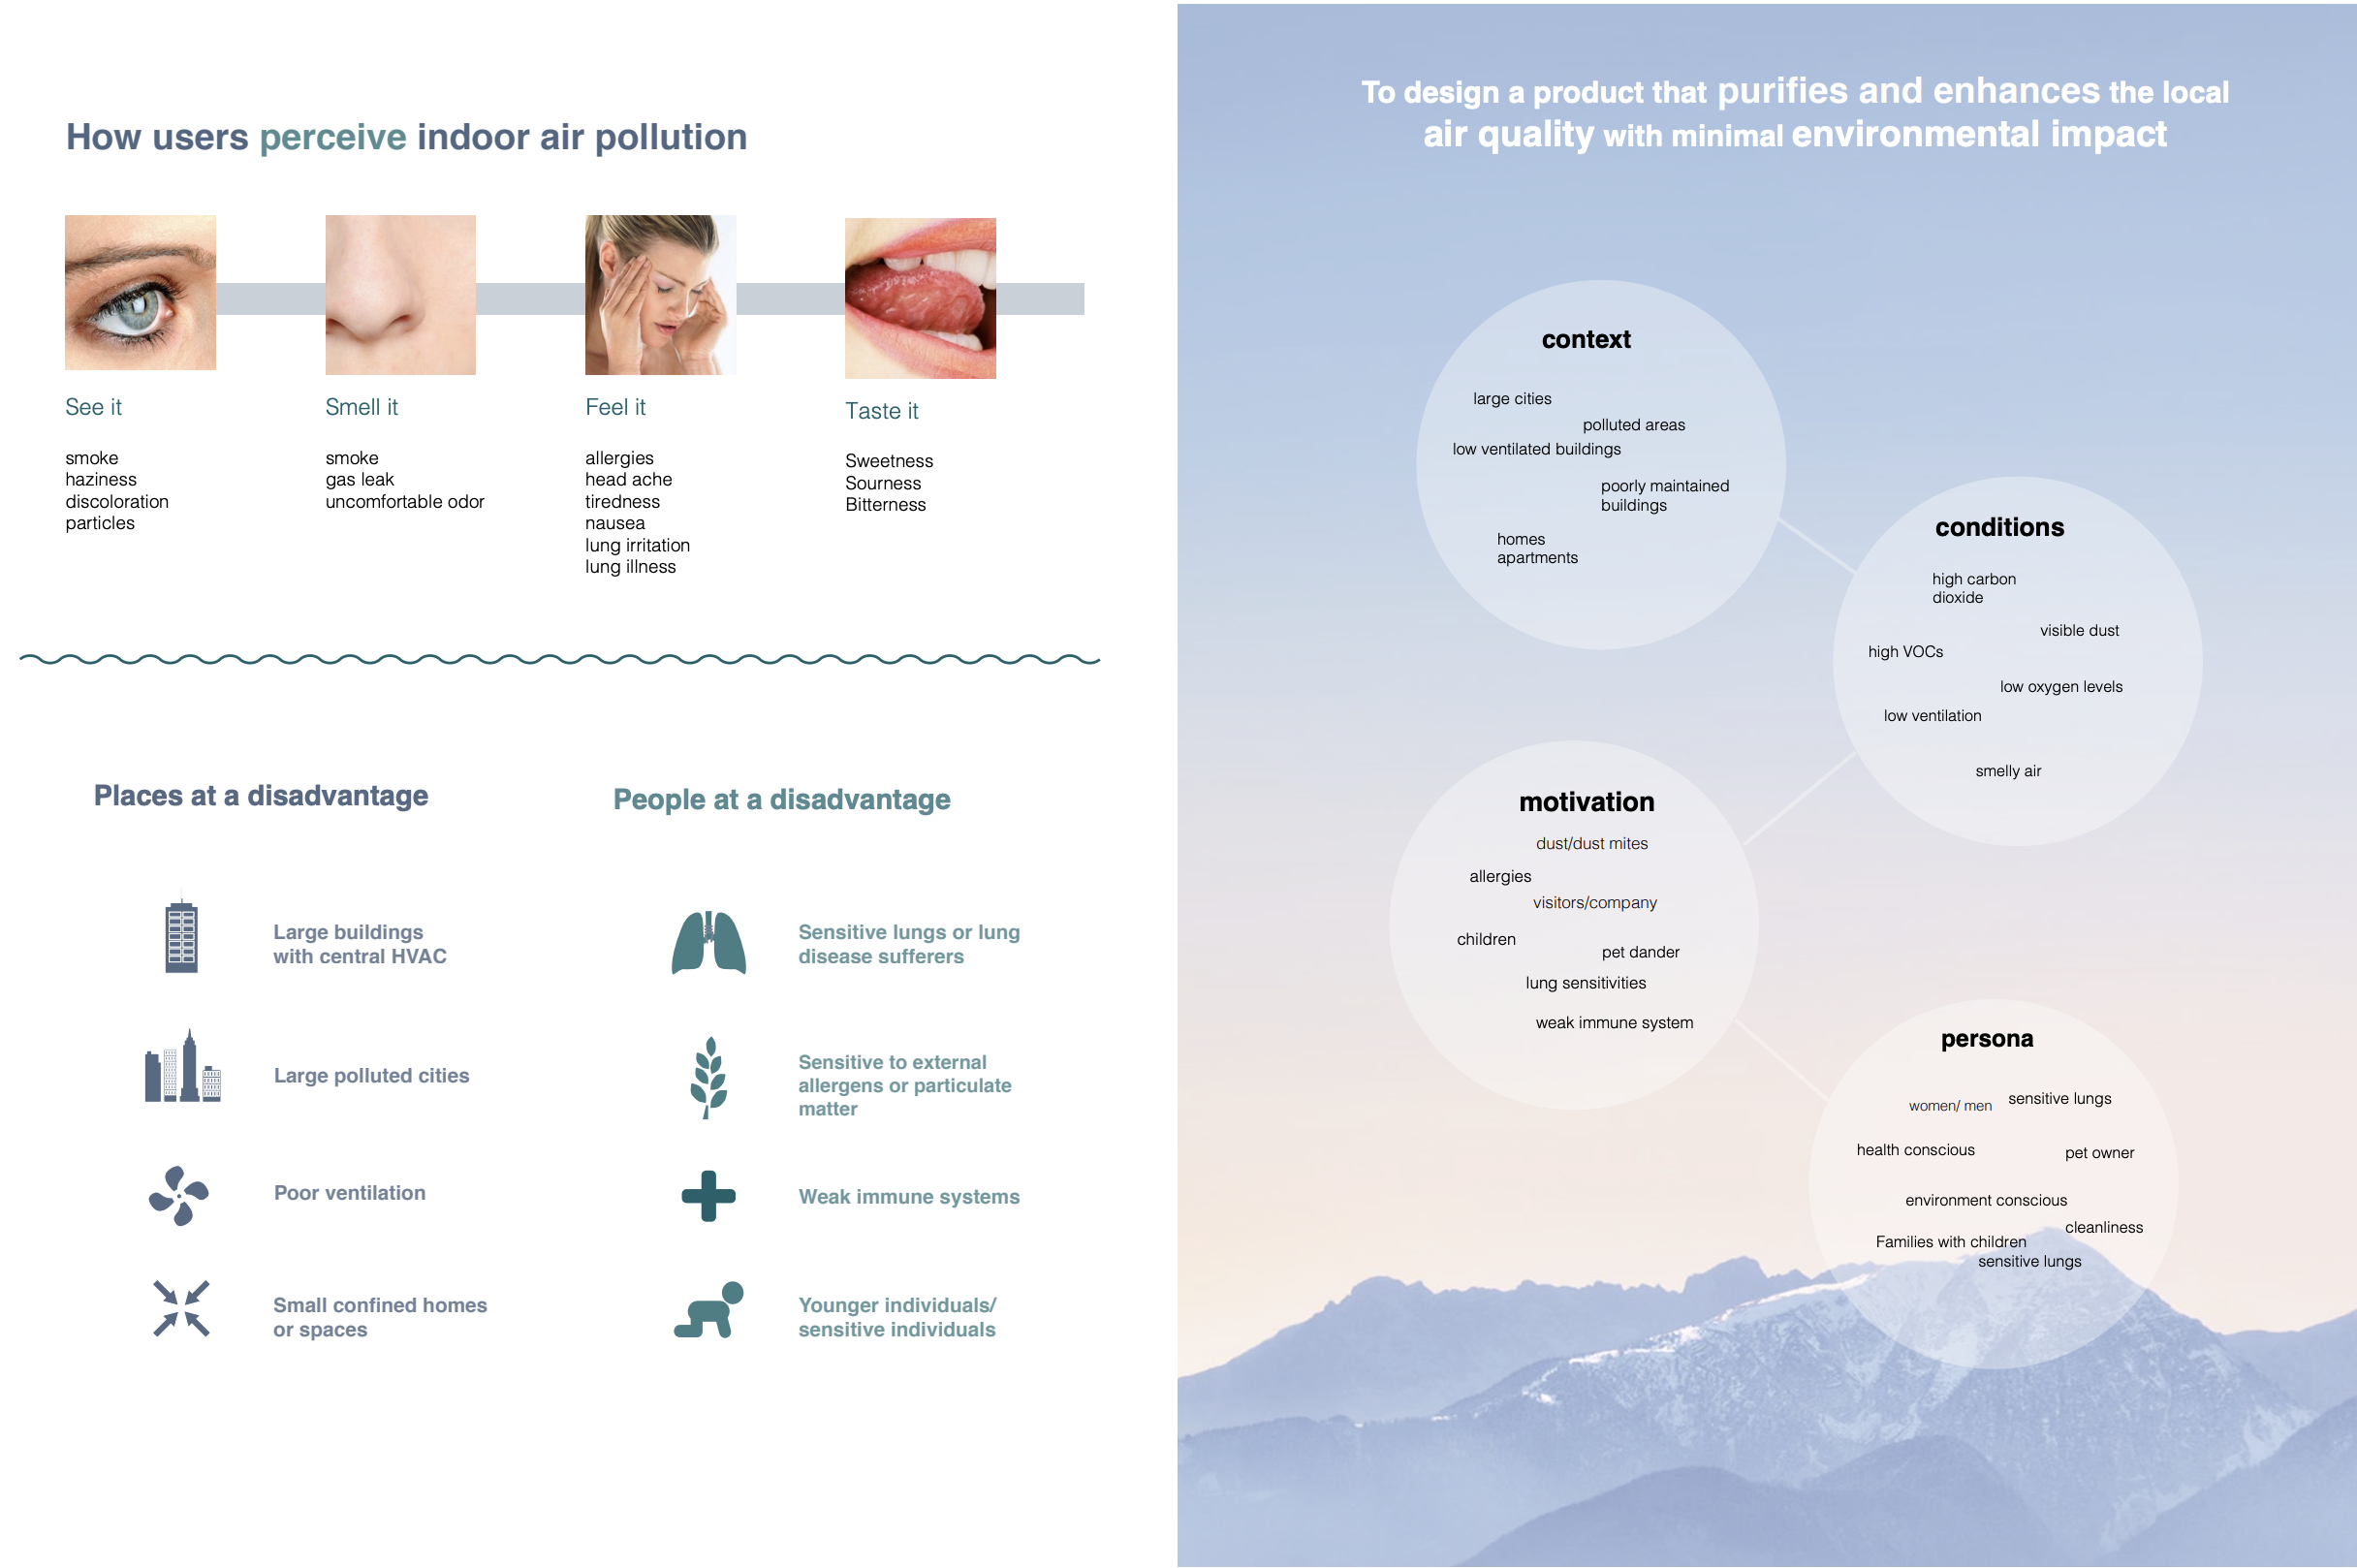 How users perceive indoor air pollution
See it
smoke
haziness
discoloration
particles
Smell it
smoke
gas leak
uncomfortable odor
Feel it
allergies
head ache
tiredness
nausea
lung irritation
lung illness
Taste it
Sweetness
Sourness
Bitterness
Places at a disadvantage
Large buildings
with central HVAC
Large polluted cities
Poor ventilation
Small confined homes
or spaces
People at a disadvantage
Sensitive lungs or lung
disease sufferers
Sensitive to external
allergens or particulate
matter
Weak immune systems
Younger individuals/
sensitive individuals
To design a product that purifies and enhances the local
air quality with minimal environmental impact
context
large cities
polluted areas
low ventilated buildings
poorly maintained
buildings
homes
apartments
conditions
high carbon
dioxide
visible dust
high VOCs
low oxygen levels
low ventilation
smelly air
motivation
dust/dust mites
allergies
visitors/company
children
pet dander
lung sensitivities
weak immune system
persona
women/ men
sensitive lungs
health conscious
pet owner
environment conscious
cleanliness
Families with children
sensitive lungs